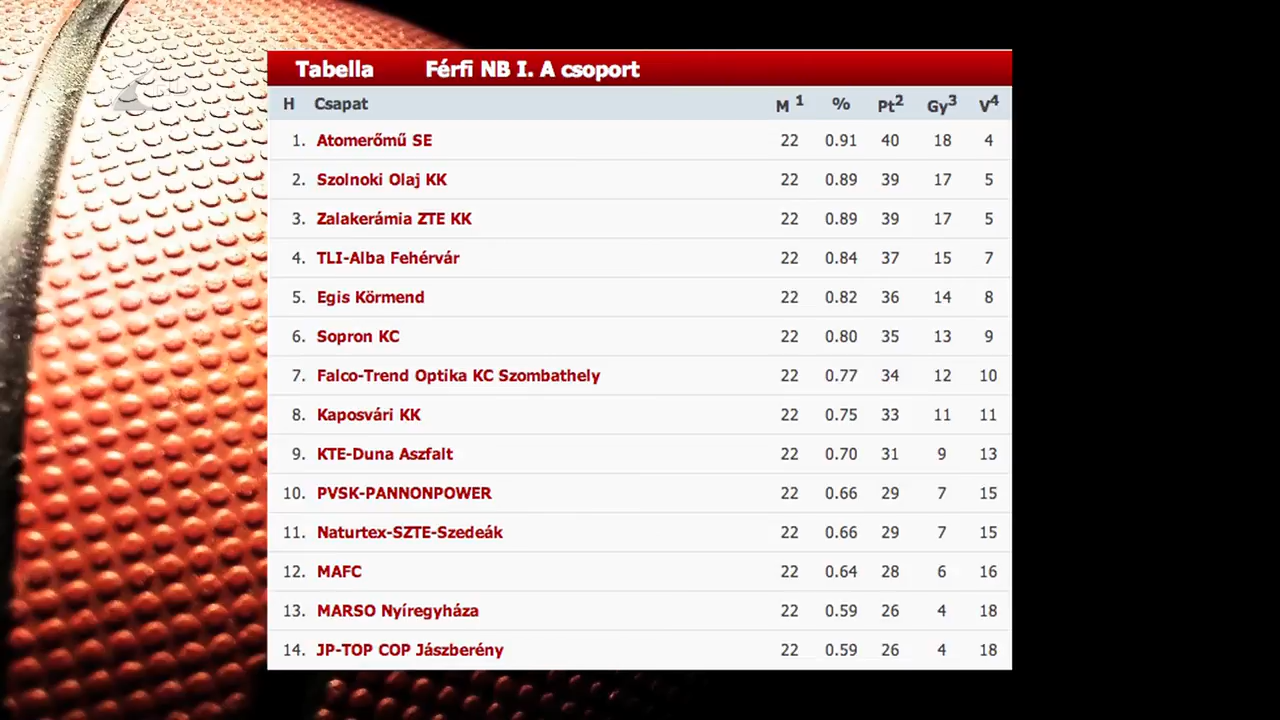 Tabella Férfi NB I. A csoport
H Csapat M 1 % Pt2 Gy3 V4
1. Atomerőmű SE 22 0.91 40 18 4
2. Szolnoki Olaj KK 22 0.89 39 17 5
3. Zalakerámia ZTE KK 22 0.89 39 17 5
4. TLI-Alba Fehérvár 22 0.84 37 15 7
5. Egis Körmend 22 0.82 36 14 8
6. Sopron KC 22 0.80 35 13 9
7. Falco-Trend Optika KC Szombathely 22 0.77 34 12 10
8. Kaposvári KK 22 0.75 33 11 11
9. KTE-Duna Aszfalt 22 0.70 31 9 13
10. PVSK-PANNONPOWER 22 0.66 29 7 15
11. Naturtex-SZTE-Szedeák 22 0.66 29 7 15
12. MAFC 22 0.64 28 6 16
13. MARSO Nyíregyháza 22 0.59 26 4 18
14. JP-TOP COP Jászberény 22 0.59 26 4 18